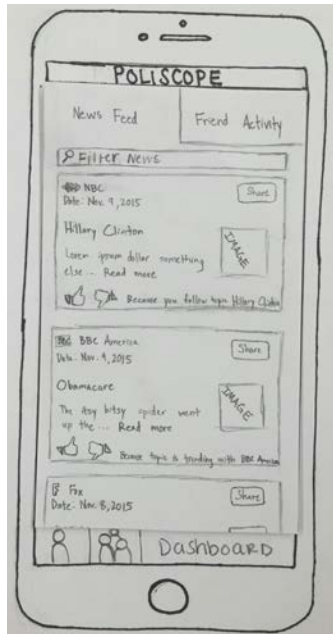 POLISCOPE
News Feed
Friend Activity
Filter News
NBC
Share
Date: Nov. 9, 2015
Hillary Clinton
IMAGE
Lorem ipsum dollar something
else... Read more
Because you follow topic Hillary Clinton
BBC America
Share
Date: Nov. 9, 2015
Obamacare
IMAGE
The itsy bitsy spider went
up the ... Read more
Because topic is trending with BBC America
Fox
Share
Date: Nov. 8, 2015
DashboARD